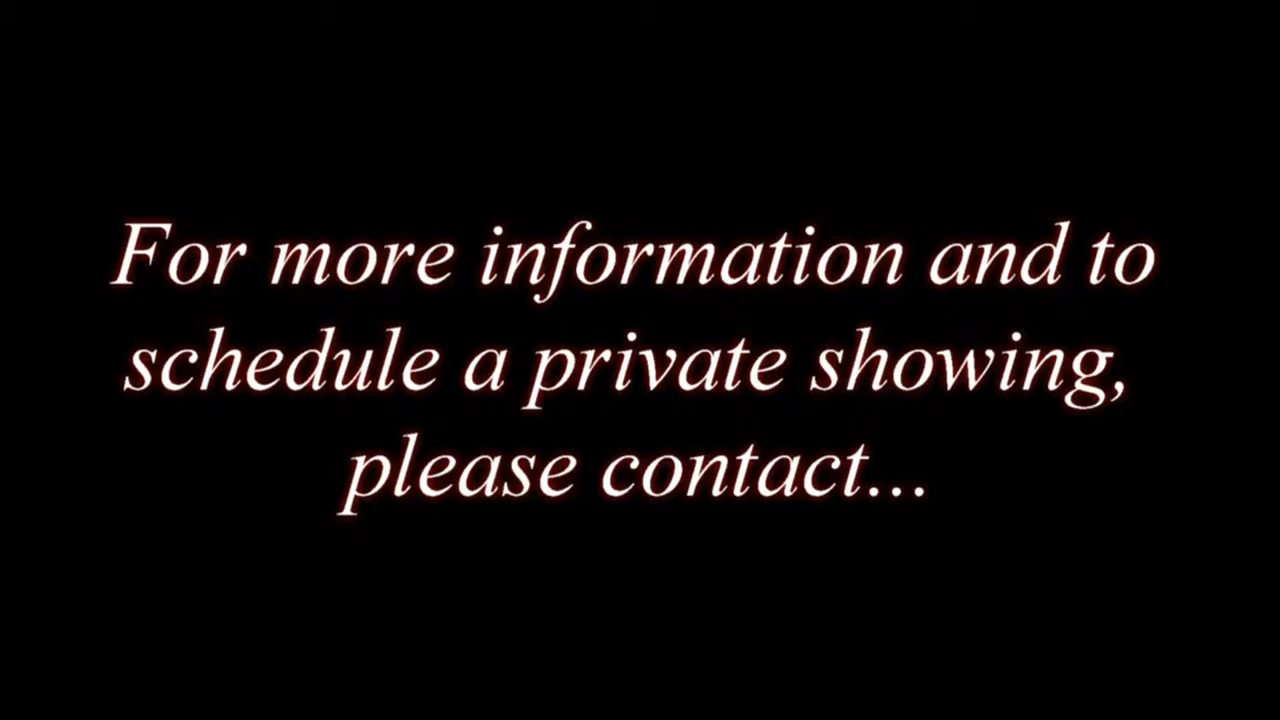 For more information and to
schedule a private showing,
please contact...